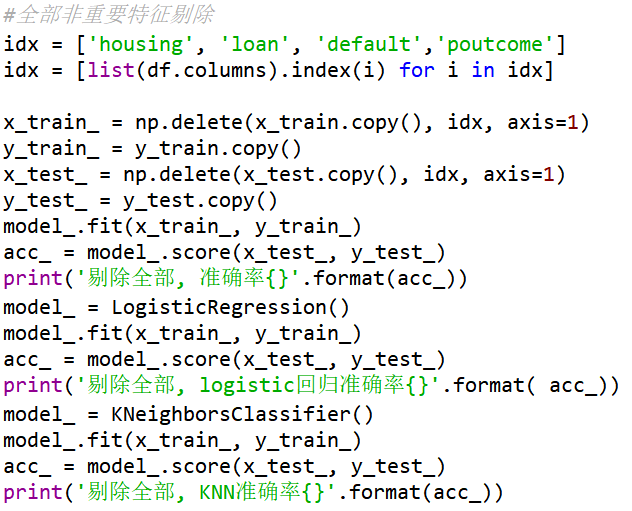 #全部非重要特征剔除
idx = ['housing', 'loan', 'default','poutcome']
idx = [list(df.columns).index(i) for i in idx]
x_train_ = np.delete(x_train.copy(), idx, axis=1)
y_train_ = y_train.copy()
x_test_ = np.delete(x_test.copy(), idx, axis=1)
y_test_ = y_test.copy()
model_.fit(x_train_, y_train_)
acc_ = model_.score(x_test_, y_test_)
print('剔除全部, 准确率{}'.format(acc_))
model_ = LogisticRegression()
model_.fit(x_train_, y_train_)
acc_ = model_.score(x_test_, y_test_)
print('剔除全部, logistic回归准确率{}'.format( acc_))
model_ = KNeighborsClassifier()
model_.fit(x_train_, y_train_)
acc_ = model_.score(x_test_, y_test_)
print('剔除全部, KNN准确率{}'.format(acc_))